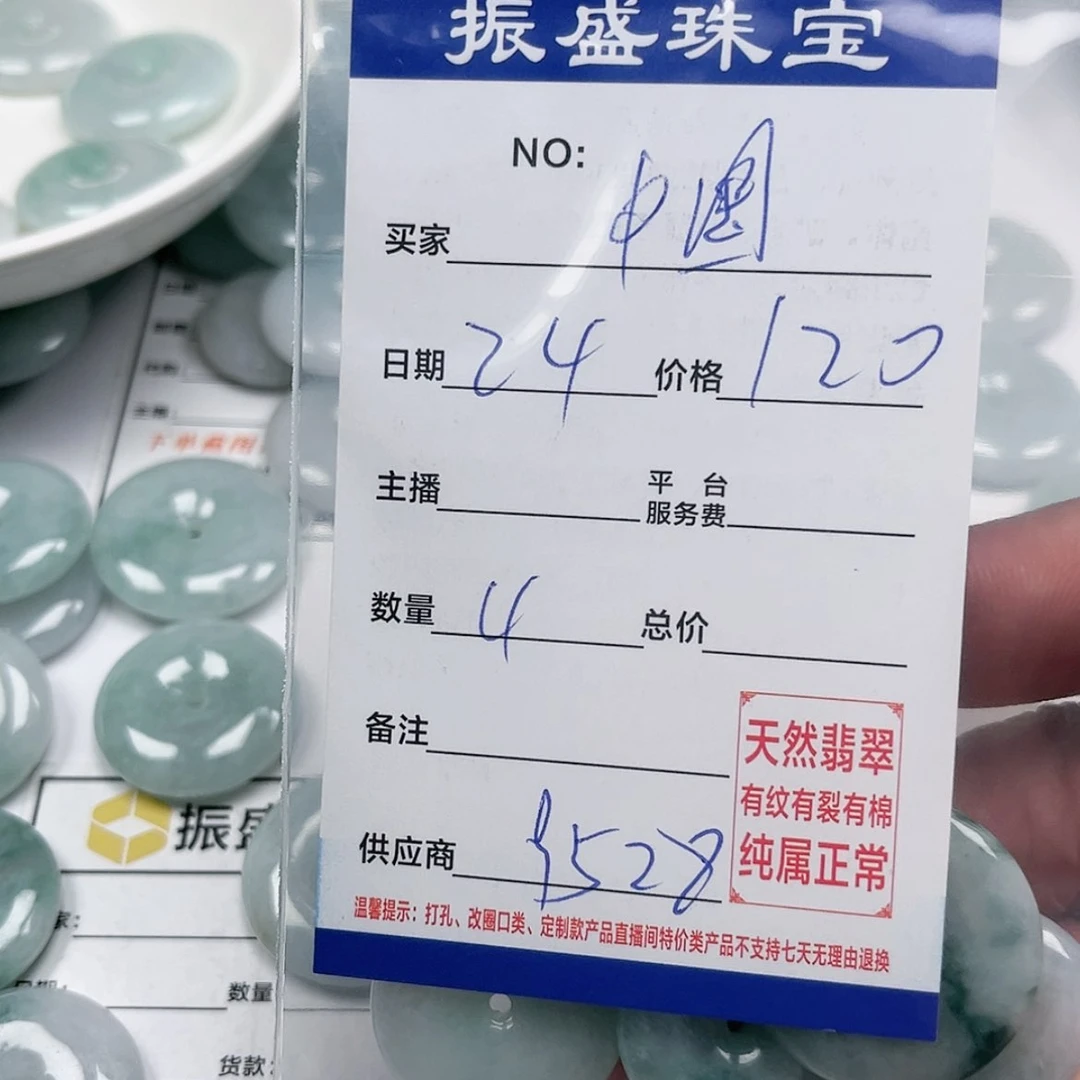 振盛珠宝
NO:
买家 中国
日期 24 价格 120
主播 平台服务费
数量 4 总价
备注
天然翡翠
有纹有裂有棉
纯属正常
供应商 528
温馨提示：打孔、改圈口类、定制款产品直播间特价类产品不支持七天无理由退换
振盛
家：
日期： 数量
货款：